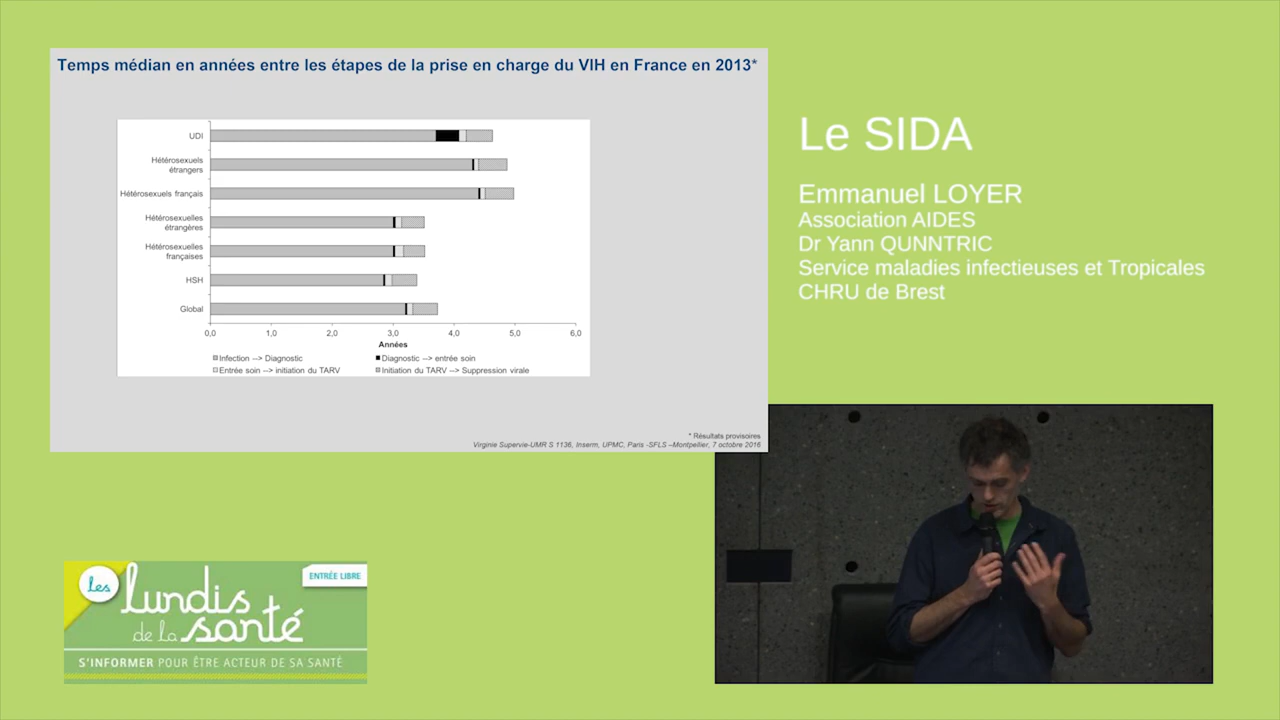 Temps médian en années entre les étapes de la prise en charge du VIH en France en 2013*
UDI
Hétérosexuels
étrangers
Hétérosexuels français
Hétérosexuelles
étrangères
Hétérosexuelles
françaises
HSH
Global
0,0 1,0 2,0 3,0 4,0 5,0 6,0
Années
Infection --> Diagnostic
Diagnostic --> entrée soin
Entrée soin --> initiation du TARV
Initiation du TARV --> Suppression virale
* Résultats provisoires
Virginie Supervie-UMR S 1136, Inserm, UPMC, Paris -SFLS –Montpellier, 7 octobre 2016
Le SIDA
Emmanuel LOYER
Association AIDES
Dr Yann QUNNTRIC
Service maladies infectieuses et Tropicales
CHRU de Brest
les
lundis
de la santé
ENTRÉE LIBRE
S'INFORMER POUR ÊTRE ACTEUR DE SA SANTÉ